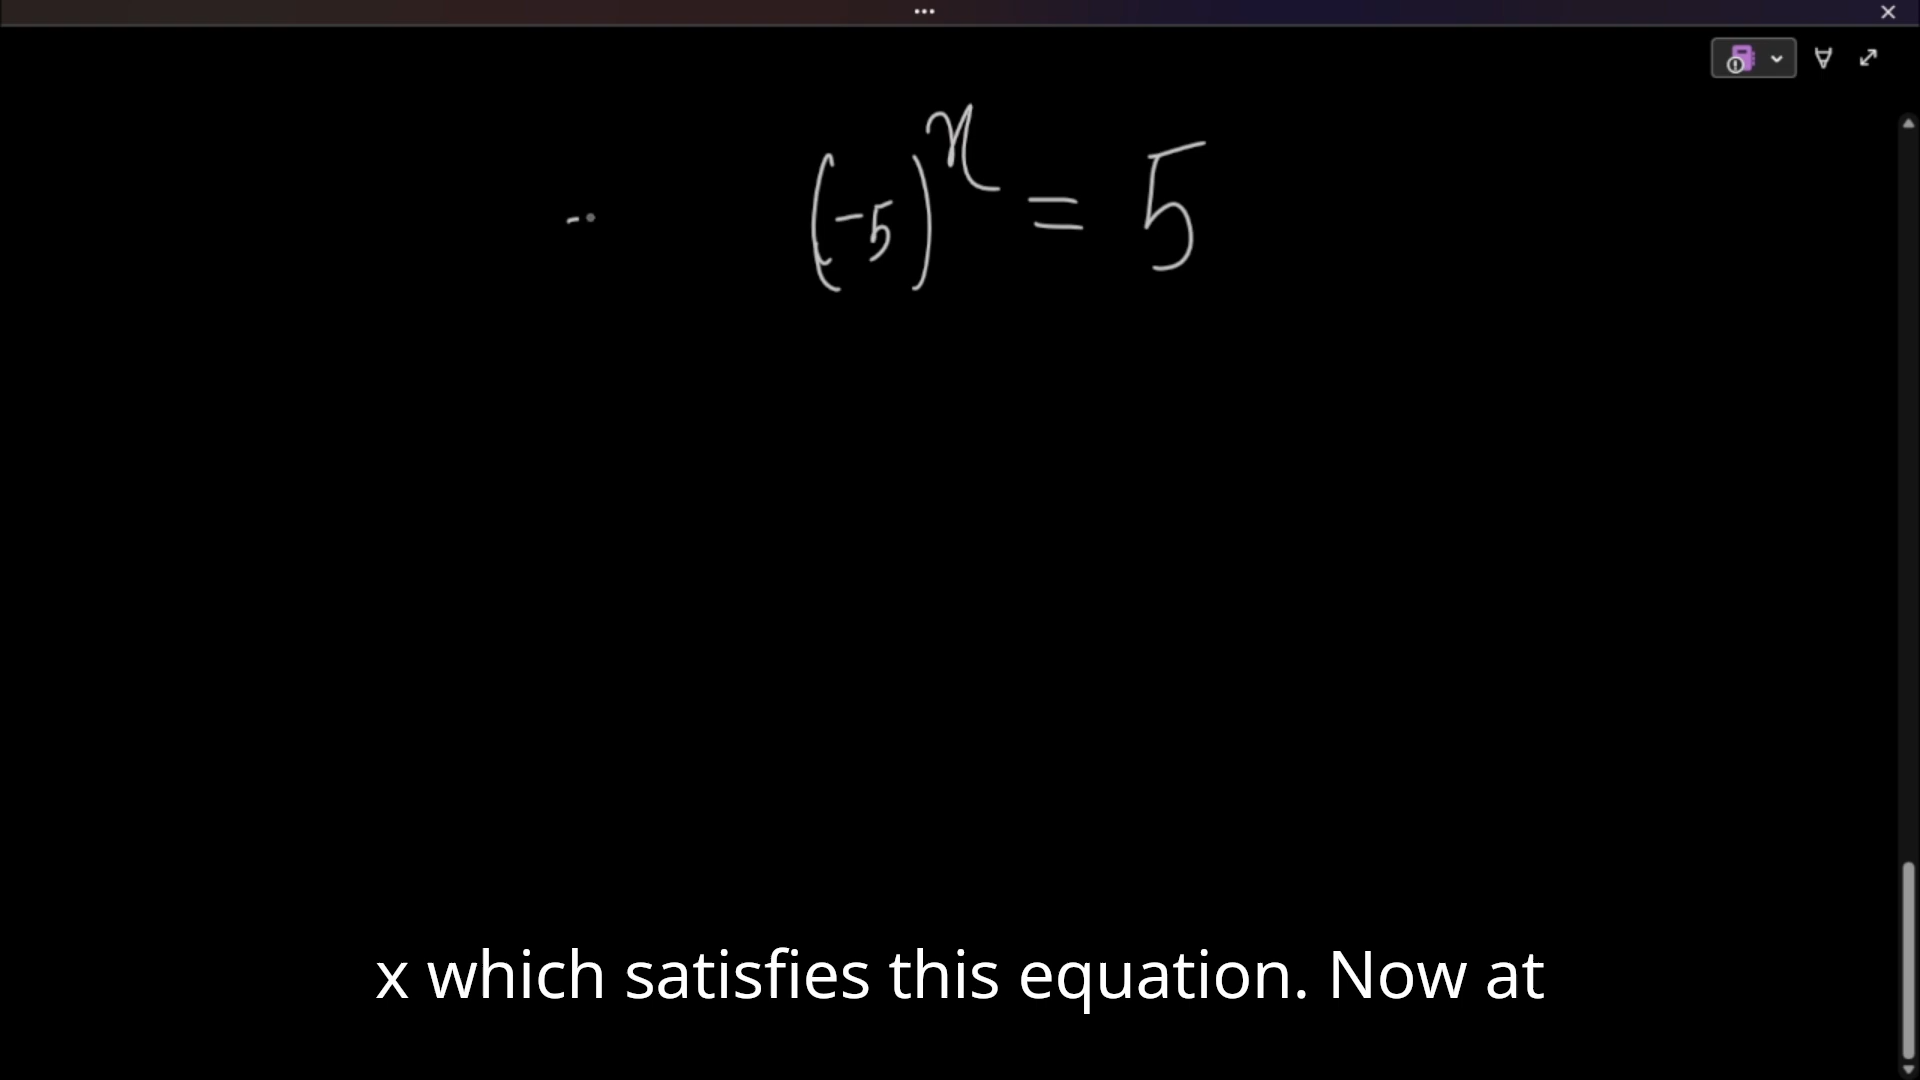 (-5)^x = 5
x which satisfies this equation. Now at